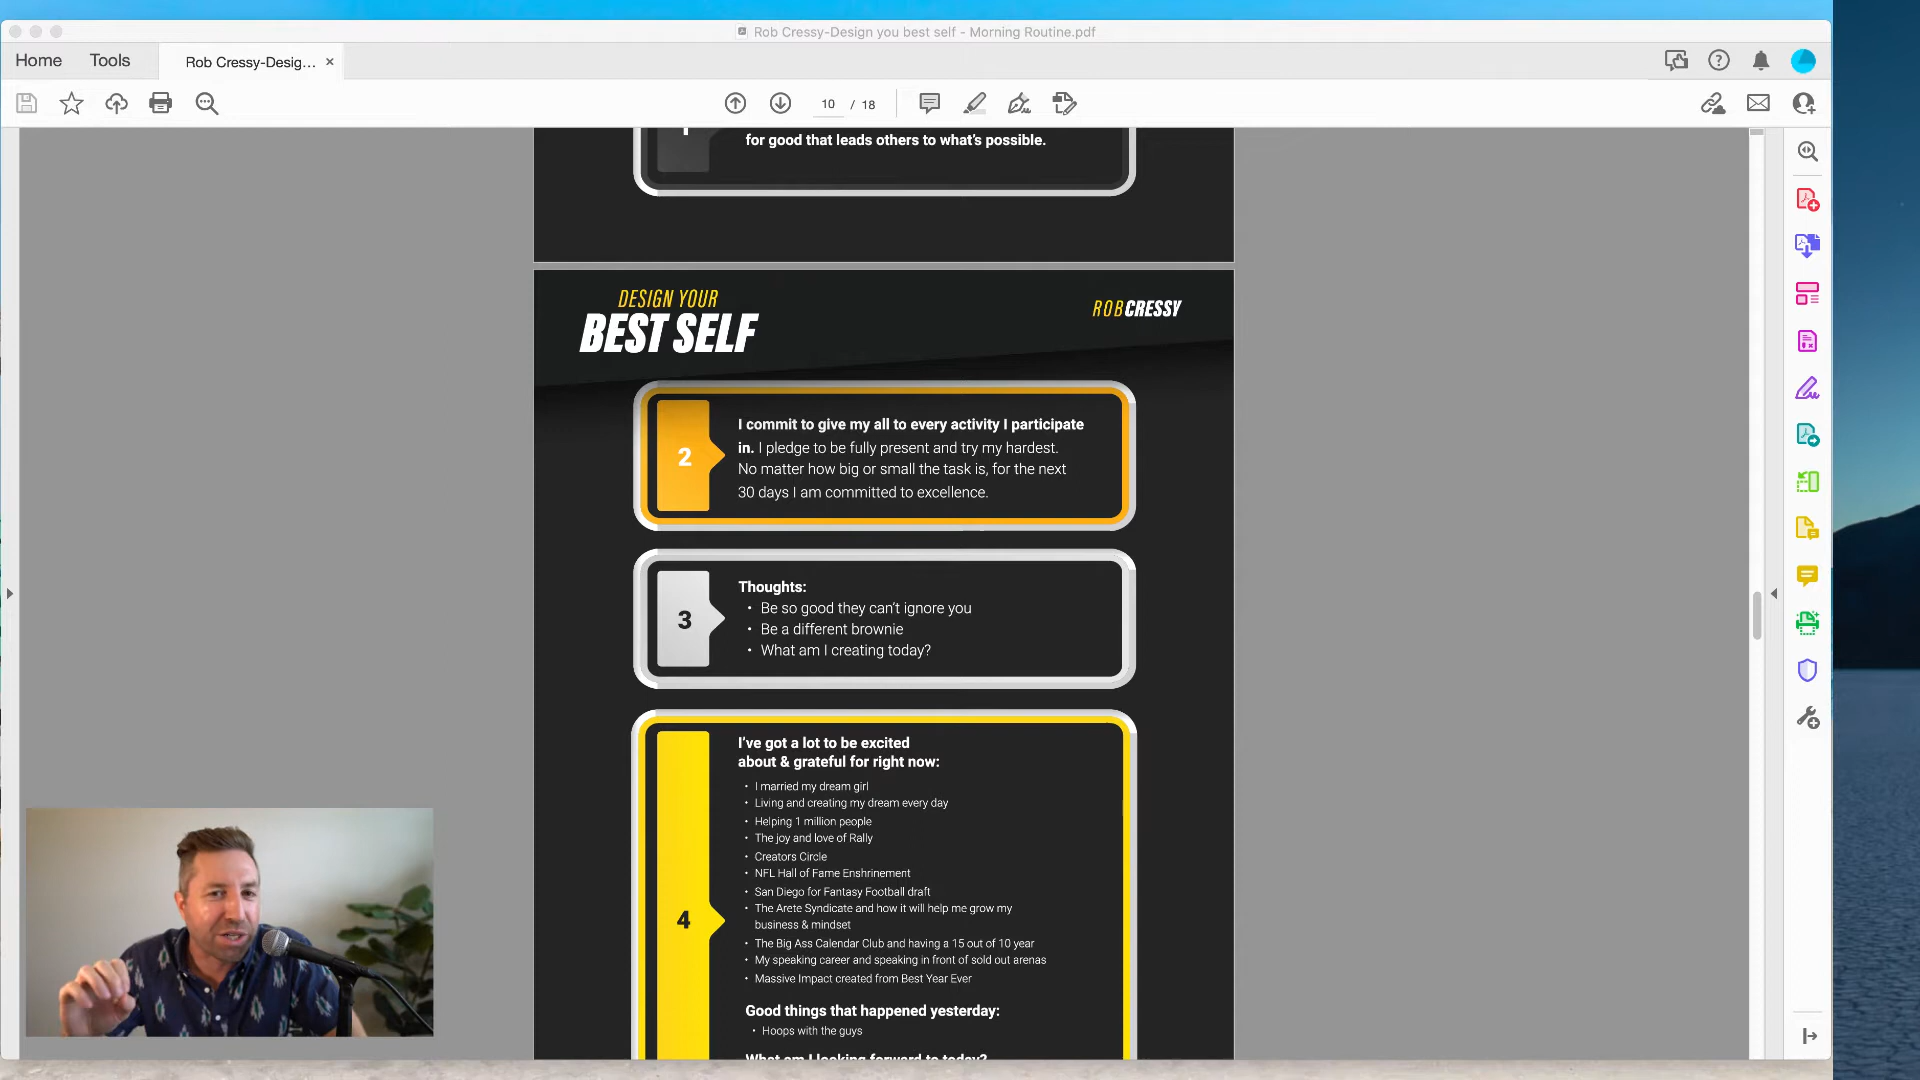 Rob Cressy-Design you best self - Morning Routine.pdf
Home
Tools
Rob Cressy-Desig...
10 / 18
for good that leads others to what's possible.
DESIGN YOUR
BEST SELF
ROBCRESSY
2
I commit to give my all to every activity I participate
in. I pledge to be fully present and try my hardest.
No matter how big or small the task is, for the next
30 days I am committed to excellence.
3
Thoughts:
• Be so good they can't ignore you
• Be a different brownie
• What am I creating today?
4
I've got a lot to be excited
about & grateful for right now:
• I married my dream girl
• Living and creating my dream every day
• Helping 1 million people
• The joy and love of Rally
• Creators Circle
• NFL Hall of Fame Enshrinement
• San Diego for Fantasy Football draft
• The Arete Syndicate and how it will help me grow my
business & mindset
• The Big Ass Calendar Club and having a 15 out of 10 year
• My speaking career and speaking in front of sold out arenas
• Massive Impact created from Best Year Ever
Good things that happened yesterday:
• Hoops with the guys
What am I looking forward to today?